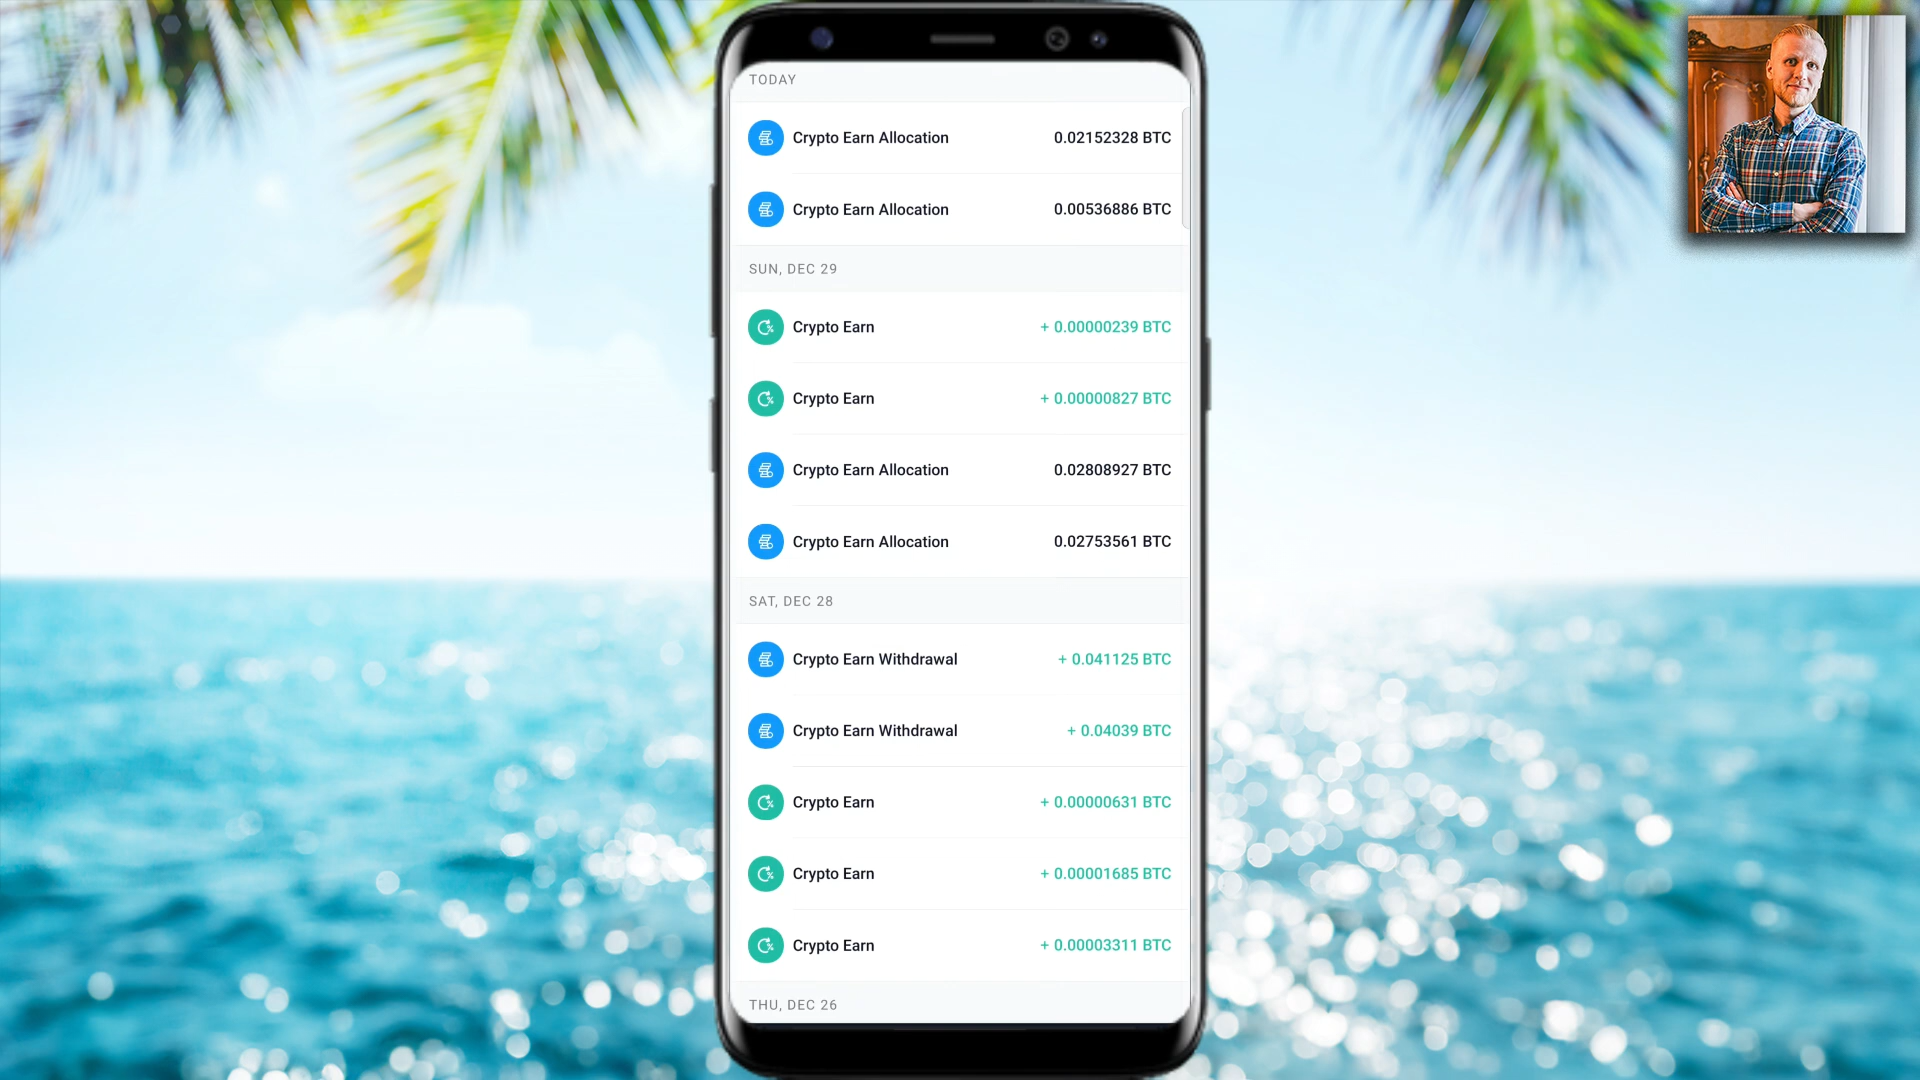 TODAY
Crypto Earn Allocation 0.02152328 BTC
Crypto Earn Allocation 0.00536886 BTC
SUN, DEC 29
Crypto Earn + 0.00000239 BTC
Crypto Earn + 0.00000827 BTC
Crypto Earn Allocation 0.02808927 BTC
Crypto Earn Allocation 0.02753561 BTC
SAT, DEC 28
Crypto Earn Withdrawal + 0.041125 BTC
Crypto Earn Withdrawal + 0.04039 BTC
Crypto Earn + 0.00000631 BTC
Crypto Earn + 0.00001685 BTC
Crypto Earn + 0.00003311 BTC
THU, DEC 26